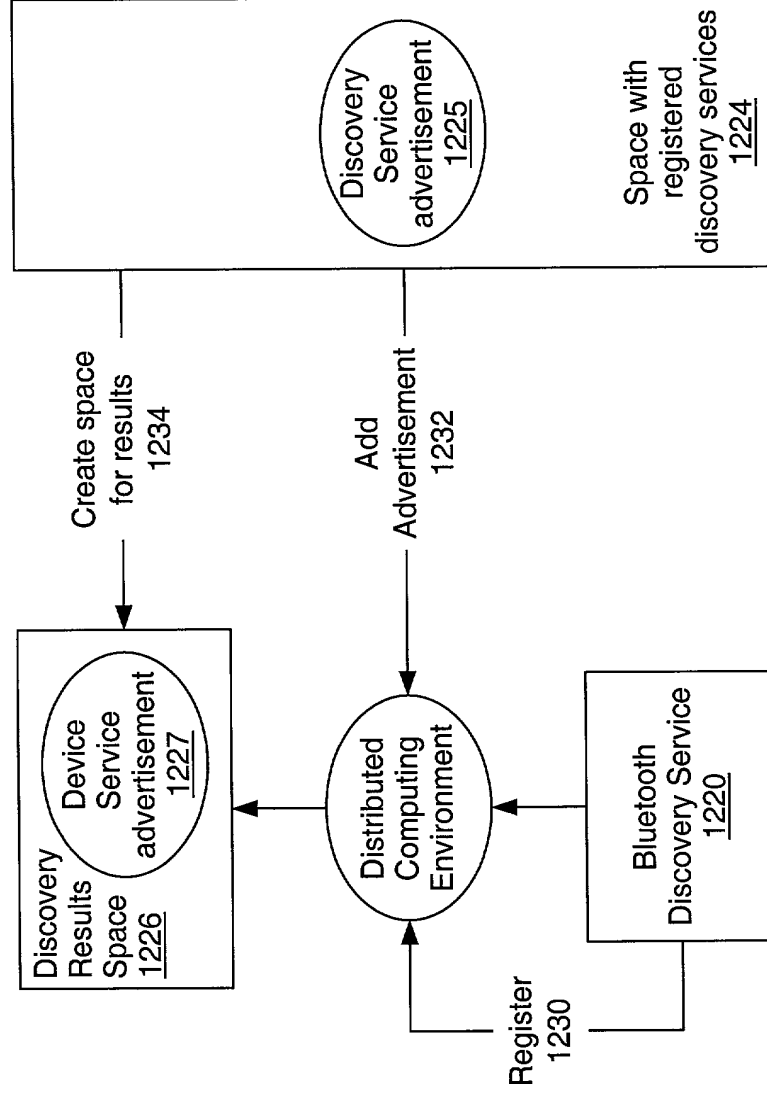 Discovery
Results
Space
1226
Device
Service
advertisement
1227
Create space
for results
1234
Discovery
Service
advertisement
1225
Space with
registered
discovery services
1224
Distributed
Computing
Environment
Add
Advertisement
1232
Register
1230
Bluetooth
Discovery Service
1220